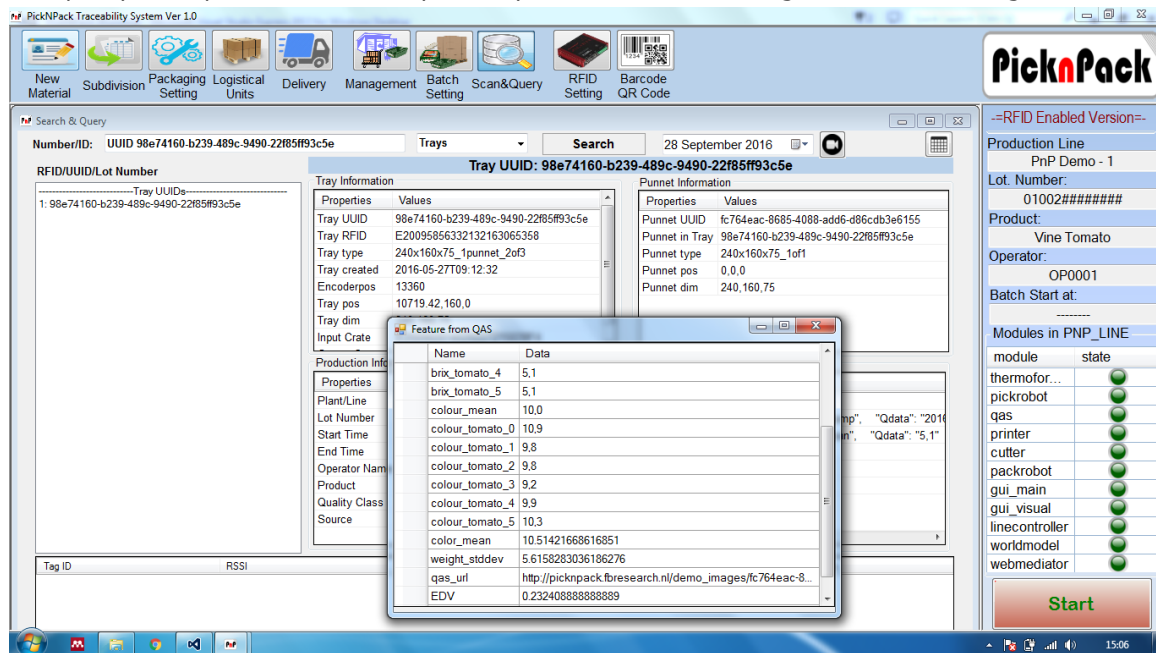 PickNPack Traceability System Ver 1.0
New Material
Subdivision
Packaging Setting
Logistical Units
Delivery
Management
Batch Setting
Scan&Query
RFID Setting
Barcode QR Code
PicknPack
Search & Query
Number/ID: UUID 98e74160-b239-489c-9490-22f85ff93c5e Trays Search 28 September 2016
RFID/UUID/Lot Number
Tray UUID: 98e74160-b239-489c-9490-22f85ff93c5e
-Tray UUIDs-
1: 98e74160-b239-489c-9490-22f85ff93c5e
Tray Information
Properties Values
Tray UUID 98e74160-b239-489c-9490-22f85ff93c5e
Tray RFID E20095856332132163065358
Tray type 240x160x75_1punnet_2of3
Tray created 2016-05-27T09:12:32
Encoderpos 13360
Tray pos 10719.42,160,0
Tray dim
Input Crate
Punnet Information
Properties Values
Punnet UUID fc764eac-8685-4088-add6-d86cdb3e6155
Punnet in Tray 98e74160-b239-489c-9490-22f85ff93c5e
Punnet type 240x160x75_1of1
Punnet pos 0,0,0
Punnet dim 240,160,75
Production Info
Properties
Plant/Line
Lot Number
Start Time
End Time
Operator Nam
Product
Quality Class
Source
mp", "Qdata": "2016
an", "Qdata": "5,1"
Feature from QAS
Name Data
brix_tomato_4 5,1
brix_tomato_5 5,1
colour_mean 10,0
colour_tomato_0 10,9
colour_tomato_1 9,8
colour_tomato_2 9,8
colour_tomato_3 9,2
colour_tomato_4 9,9
colour_tomato_5 10,3
color_mean 10.51421668616851
weight_stddev 5.6158283036186276
qas_url http://picknpack.fbresearch.nl/demo_images/fc764eac-8...
EDV 0.232408888888889
Tag ID RSSI
-=RFID Enabled Version=-
Production Line
PnP Demo - 1
Lot. Number:
01002########
Product:
Vine Tomato
Operator:
OP0001
Batch Start at:
--------
Modules in PNP_LINE
module state
thermofor...
pickrobot
qas
printer
cutter
packrobot
gui_main
gui_visual
linecontroller
worldmodel
webmediator
Start
15:06